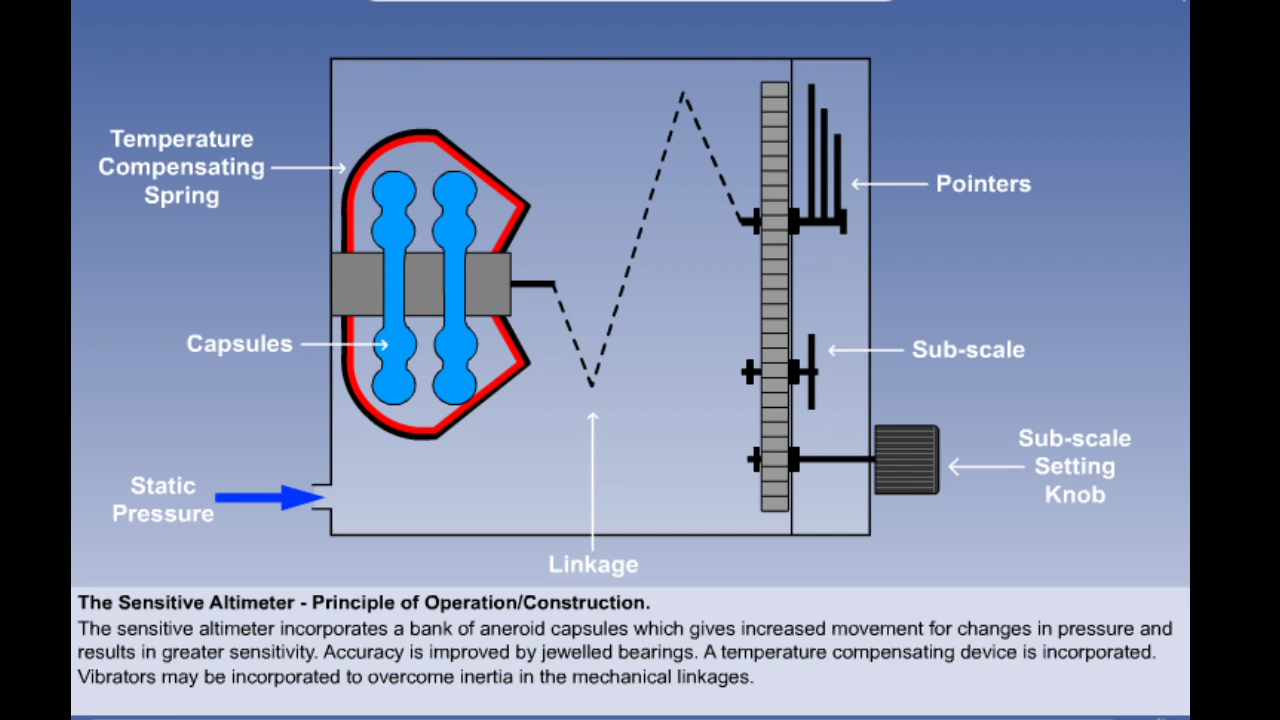 Temperature
Compensating
Spring
Pointers
Capsules
Sub-scale
Sub-scale
Setting
Knob
Static
Pressure
Linkage
The Sensitive Altimeter - Principle of Operation/Construction.
The sensitive altimeter incorporates a bank of aneroid capsules which gives increased movement for changes in pressure and
results in greater sensitivity. Accuracy is improved by jewelled bearings. A temperature compensating device is incorporated.
Vibrators may be incorporated to overcome inertia in the mechanical linkages.